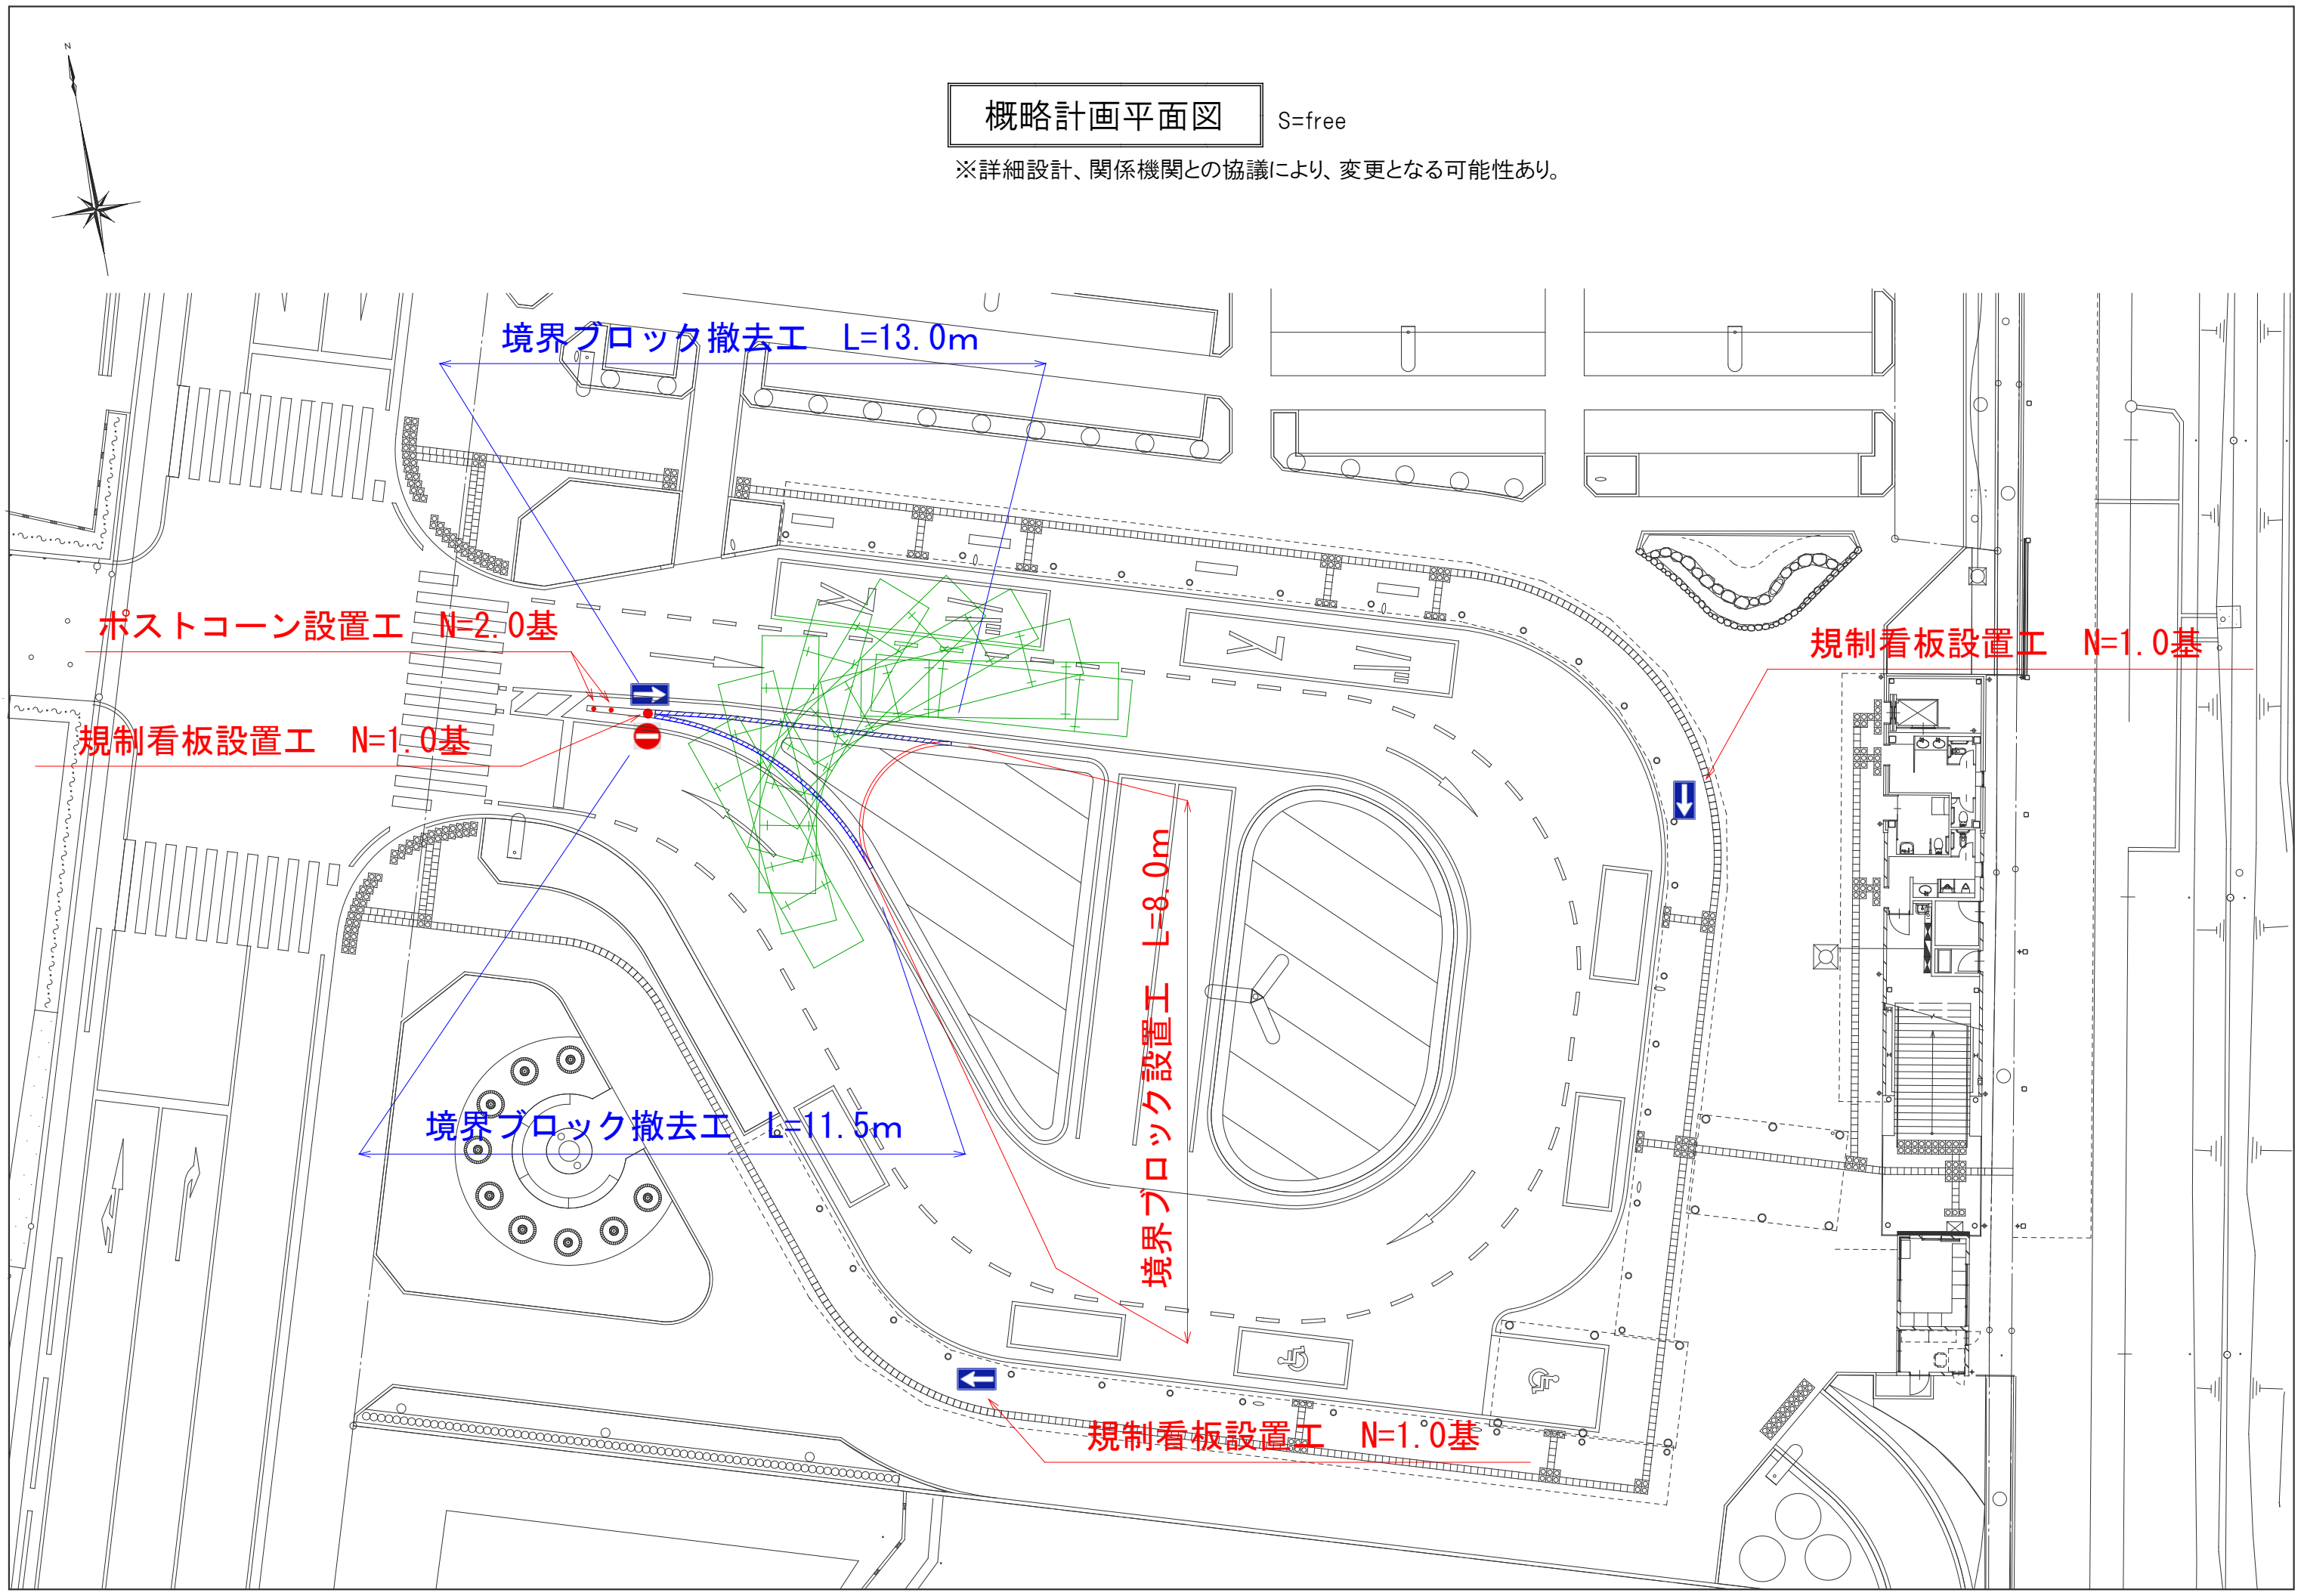 N
概略計画平面図 S=free
※詳細設計、関係機関との協議により、変更となる可能性あり。
境界ブロック撤去工 L=13.0m
ポストコーン設置工 N=2.0基
規制看板設置工 N=1.0基
規制看板設置工 N=1.0基
境界ブロック設置工 L=8.0m
境界ブロック撤去工 L=11.5m
規制看板設置工 N=1.0基